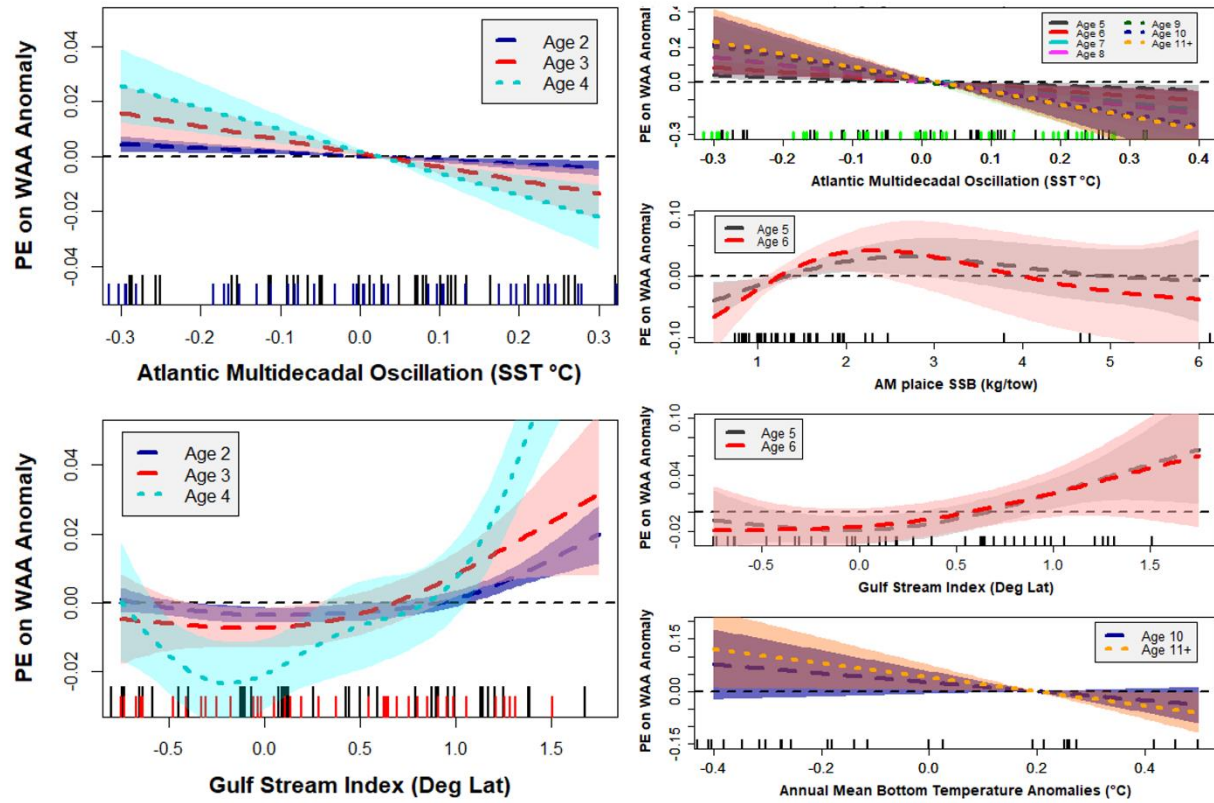 PE on WAA Anomaly
0.04
0.02
0.00
-0.02
-0.04
Age 2
Age 3
Age 4
-0.3 -0.2 -0.1 0.0 0.1 0.2 0.3
Atlantic Multidecadal Oscillation (SST °C)
PE on WAA Anomaly
0.04
0.02
0.00
-0.02
Age 2
Age 3
Age 4
-0.5 0.0 0.5 1.0 1.5
Gulf Stream Index (Deg Lat)
PE on WAA Anomal
0.4
0.2
0.0
-0.3
Age 5 Age 9
Age 6 Age 10
Age 7 Age 11+
Age 8
-0.3 -0.2 -0.1 0.0 0.1 0.2 0.3 0.4
Atlantic Multidecadal Oscillation (SST °C)
PE on WAA Anomaly
0.10
0.00
-0.10
Age 5
Age 6
1 2 3 4 5 6
AM plaice SSB (kg/tow)
PE on WAA Anomaly
0.10
0.04
-0.02
Age 5
Age 6
-0.5 0.0 0.5 1.0 1.5
Gulf Stream Index (Deg Lat)
PE on WAA Anomaly
0.15
0.00
-0.15
Age 10
Age 11+
-0.4 -0.2 0.0 0.2 0.4
Annual Mean Bottom Temperature Anomalies (°C)